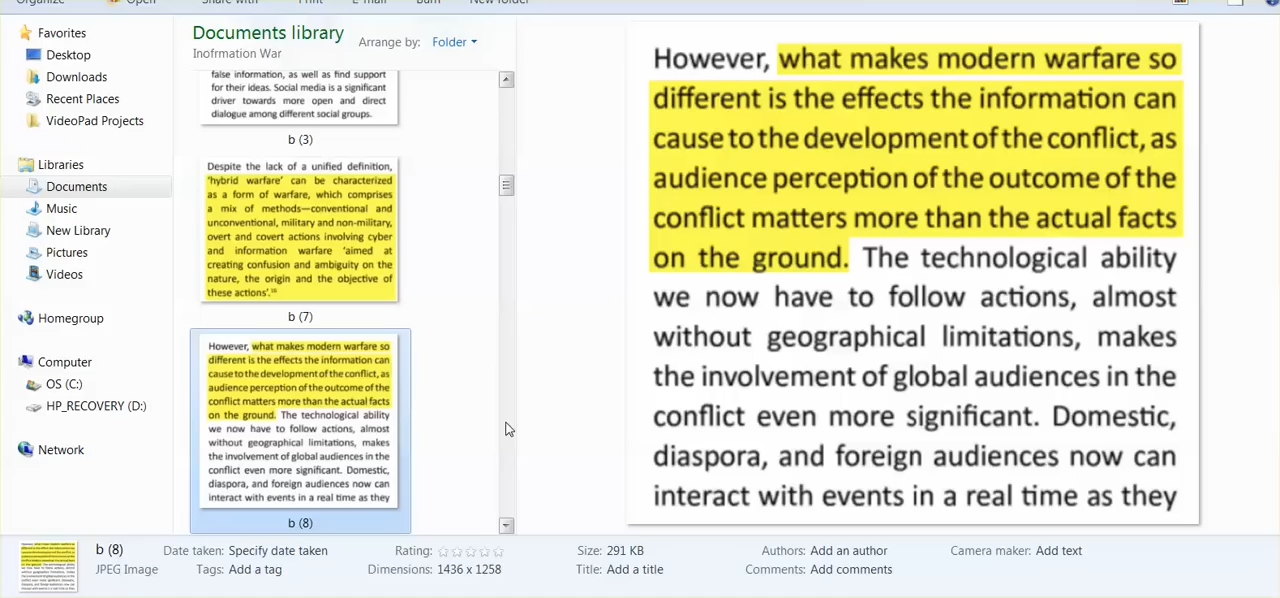 Organize
Open
Share with
Print
E-mail
Burn
New folder
Favorites
Desktop
Downloads
Recent Places
VideoPad Projects
Libraries
Documents
Music
New Library
Pictures
Videos
Homegroup
Computer
OS (C:)
HP_RECOVERY (D:)
Network
Documents library
Inofrmation War
Arrange by: Folder
false information, as well as find support
for their ideas. Social media is a significant
driver towards more open and direct
dialogue among different social groups.
b (3)
Despite the lack of a unified definition,
'hybrid warfare' can be characterized
as a form of warfare, which comprises
a mix of methods—conventional and
unconventional, military and non-military,
overt and covert actions involving cyber
and information warfare 'aimed at
creating confusion and ambiguity on the
nature, the origin and the objective of
these actions'.
b (7)
However, what makes modern warfare so
different is the effects the information can
cause to the development of the conflict, as
audience perception of the outcome of the
conflict matters more than the actual facts
on the ground. The technological ability
we now have to follow actions, almost
without geographical limitations, makes
the involvement of global audiences in the
conflict even more significant. Domestic,
diaspora, and foreign audiences now can
interact with events in a real time as they
b (8)
However, what makes modern warfare so
different is the effects the information can
cause to the development of the conflict, as
audience perception of the outcome of the
conflict matters more than the actual facts
on the ground. The technological ability
we now have to follow actions, almost
without geographical limitations, makes
the involvement of global audiences in the
conflict even more significant. Domestic,
diaspora, and foreign audiences now can
interact with events in a real time as they
b (8)
JPEG Image
Date taken: Specify date taken
Tags: Add a tag
Rating:
Dimensions: 1436 x 1258
Size: 291 KB
Title: Add a title
Authors: Add an author
Comments: Add comments
Camera maker: Add text